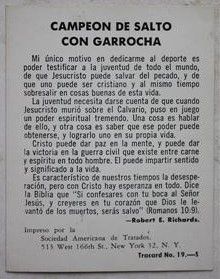 CAMPEON DE SALTO
CON GARROCHA
Mi único motivo en dedicarme al deporte es
poder testificar a la juventud de todo el mundo,
de que Jesucristo puede salvar del pecado, y de
que uno puede ser cristiano y al mismo tiempo
sobresalir en cosas buenas de esta vida.
La juventud necesita darse cuenta de que cuando
Jesucristo murió sobre el Calvario, puso en juego
un poder espiritual tremendo. Una cosa es hablar
de ello, y otra cosa es saber que este poder puede
obtenerse, y lograrlo uno en su propia vida.
Cristo puede dar paz en la mente, y puede dar
la victoria en la guerra civil que existe entre carne
y espíritu en todo hombre. El puede impartir sentido
y significado a la vida.
Es característico de nuestros tiempos la deses-
peración, pero con Cristo hay esperanza en todo. Dice
la Biblia que "Si confesares con tu boca al Señor
Jesús, y creyeres en tu corazón que Dios le le-
vantó de los muertos, serás salvo" (Romanos 10:9).
—Robert E. Richards.
Impreso por la
Sociedad Americana de Tratados.
513 West 166th St., New York 32, N. Y.
Tracard No. 19.—S